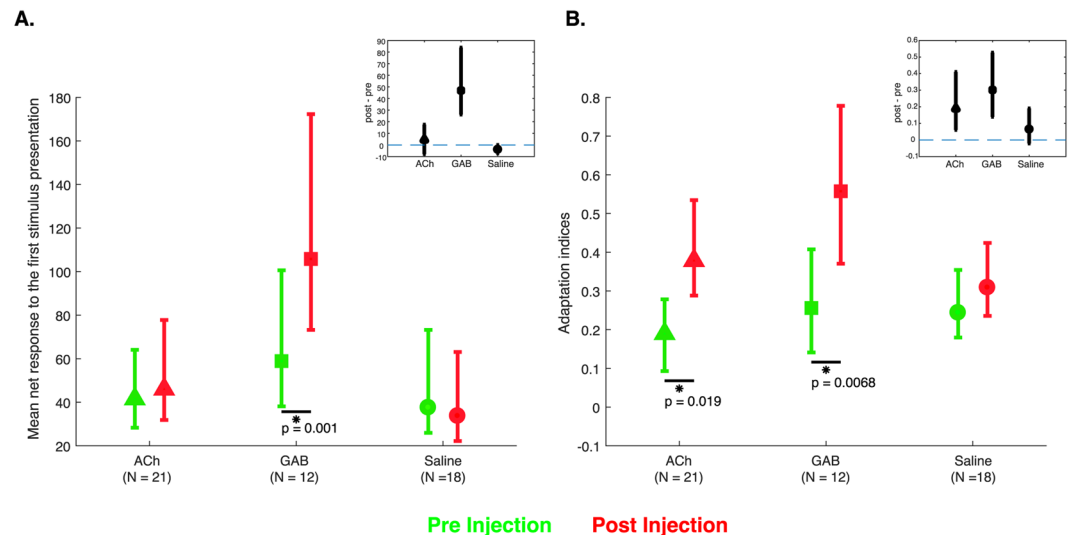 A.
Mean net response to the first stimulus presentation
180
160
140
120
100
80
60
40
20
post - pre
90
80
70
60
50
40
30
20
10
0
-10
ACh GAB Saline
*
p = 0.001
ACh GAB Saline
(N = 21) (N = 12) (N =18)
B.
Adaptation indices
0.8
0.7
0.6
0.5
0.4
0.3
0.2
0.1
0
-0.1
post - pre
0.6
0.5
0.4
0.3
0.2
0.1
0
-0.1
ACh GAB Saline
*
p = 0.019
*
p = 0.0068
ACh GAB Saline
(N = 21) (N = 12) (N =18)
Pre Injection Post Injection